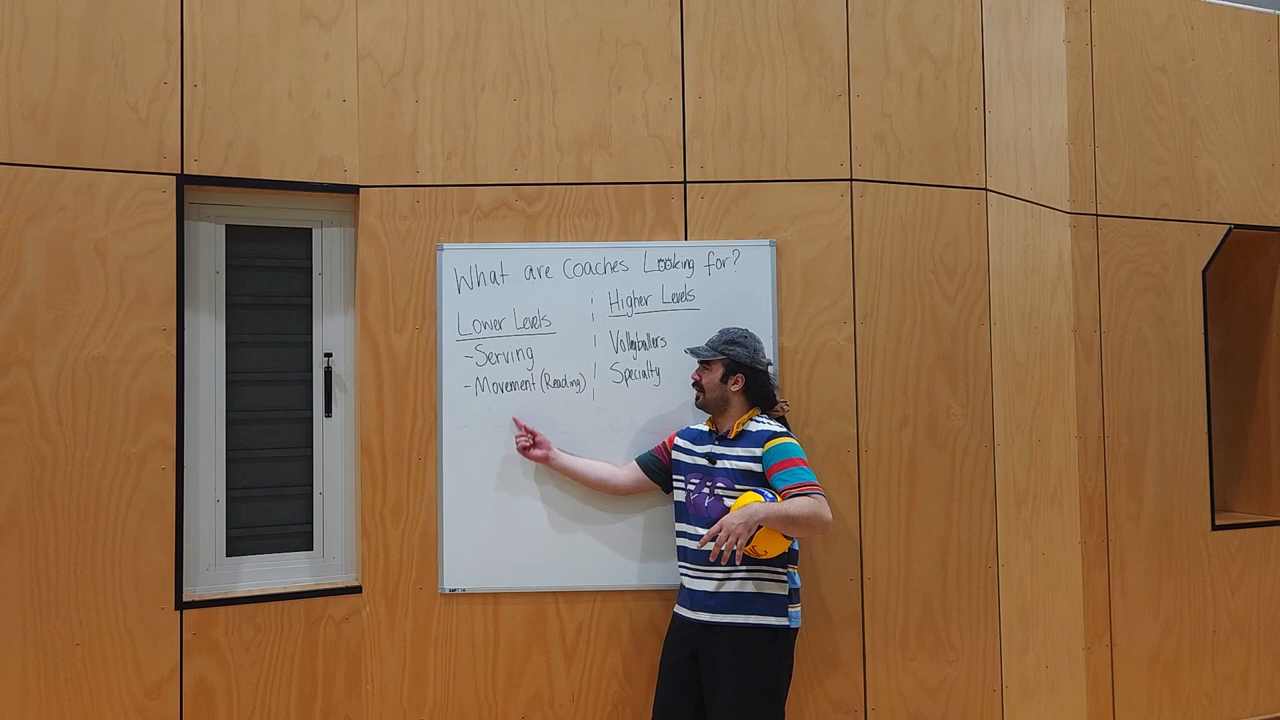 What are Coaches Looking for?
Lower Levels
-Serving
-Movement (Reading)
Higher Levels
Volleyballers
Specialty